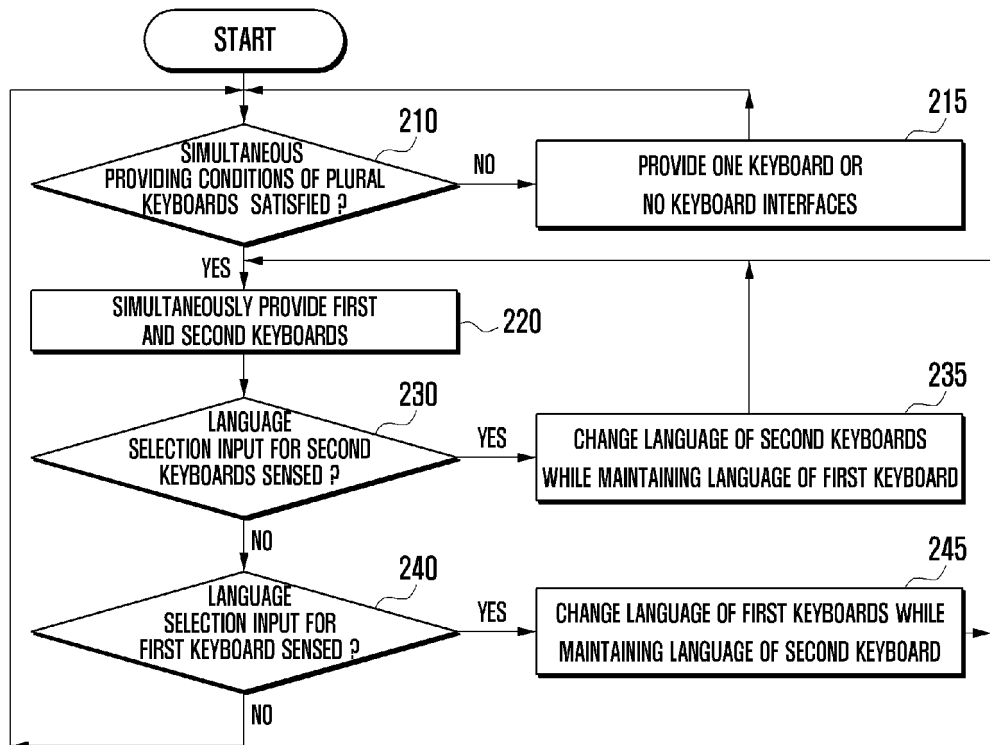 START
210
SIMULTANEOUS
PROVIDING CONDITIONS OF PLURAL
KEYBOARDS SATISFIED ?
NO
215
PROVIDE ONE KEYBOARD OR
NO KEYBOARD INTERFACES
YES
SIMULTANEOUSLY PROVIDE FIRST
AND SECOND KEYBOARDS
220
230
LANGUAGE
SELECTION INPUT FOR SECOND
KEYBOARDS SENSED ?
YES
235
CHANGE LANGUAGE OF SECOND KEYBOARDS
WHILE MAINTAINING LANGUAGE OF FIRST KEYBOARD
NO
240
LANGUAGE
SELECTION INPUT FOR
FIRST KEYBOARD SENSED ?
YES
245
CHANGE LANGUAGE OF FIRST KEYBOARDS WHILE
MAINTAINING LANGUAGE OF SECOND KEYBOARD
NO